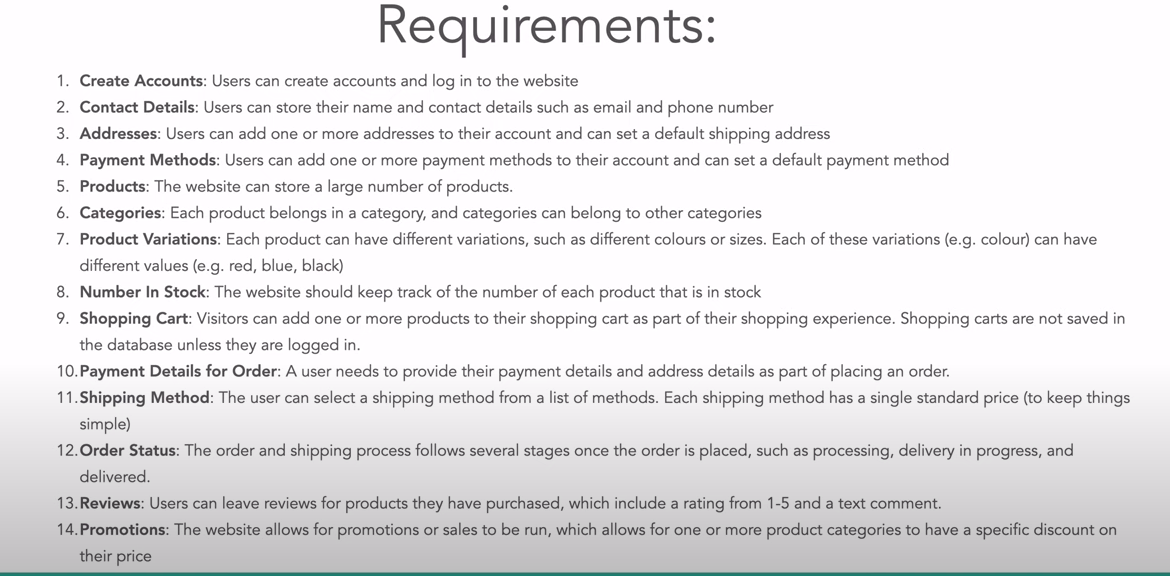 Requirements:
1. Create Accounts: Users can create accounts and log in to the website
2. Contact Details: Users can store their name and contact details such as email and phone number
3. Addresses: Users can add one or more addresses to their account and can set a default shipping address
4. Payment Methods: Users can add one or more payment methods to their account and can set a default payment method
5. Products: The website can store a large number of products.
6. Categories: Each product belongs in a category, and categories can belong to other categories
7. Product Variations: Each product can have different variations, such as different colours or sizes. Each of these variations (e.g. colour) can have
different values (e.g. red, blue, black)
8. Number In Stock: The website should keep track of the number of each product that is in stock
9. Shopping Cart: Visitors can add one or more products to their shopping cart as part of their shopping experience. Shopping carts are not saved in
the database unless they are logged in.
10. Payment Details for Order: A user needs to provide their payment details and address details as part of placing an order.
11. Shipping Method: The user can select a shipping method from a list of methods. Each shipping method has a single standard price (to keep things
simple)
12. Order Status: The order and shipping process follows several stages once the order is placed, such as processing, delivery in progress, and
delivered.
13. Reviews: Users can leave reviews for products they have purchased, which include a rating from 1-5 and a text comment.
14. Promotions: The website allows for promotions or sales to be run, which allows for one or more product categories to have a specific discount on
their price